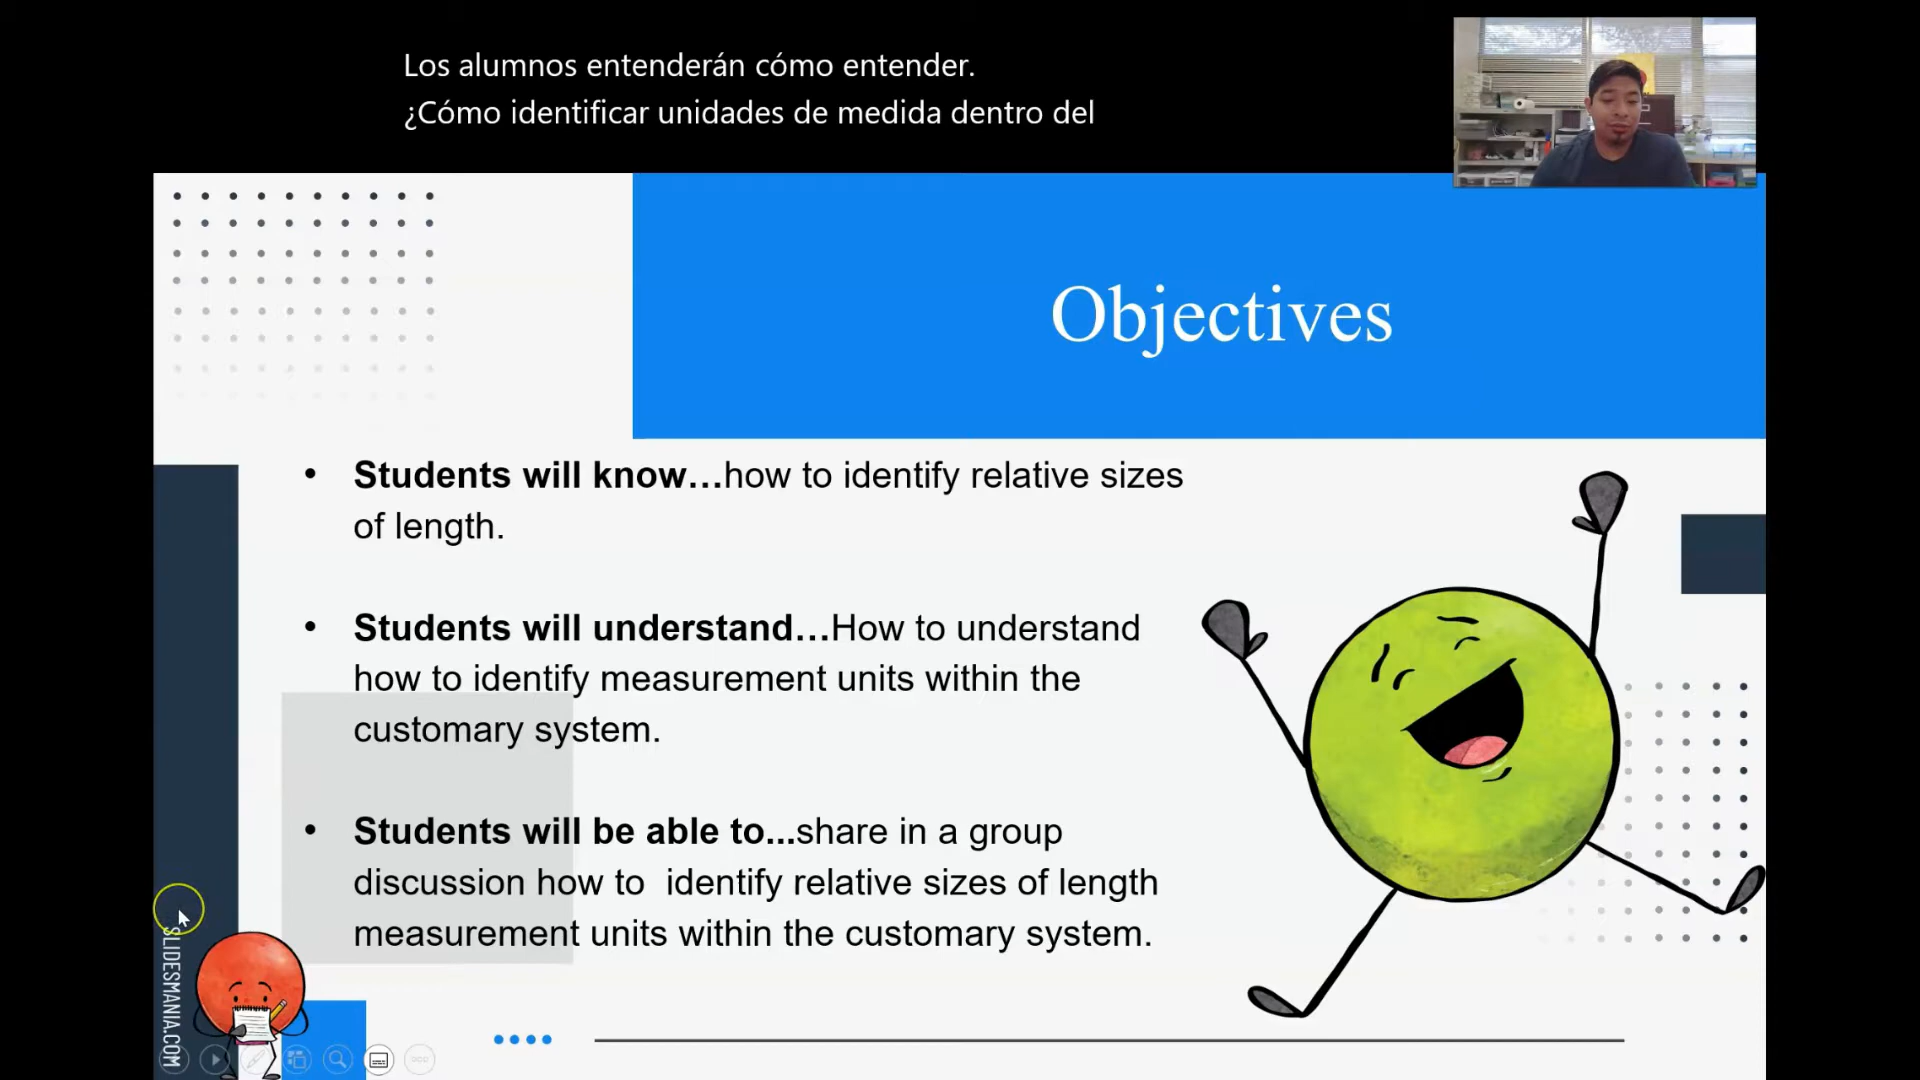 Los alumnos entenderán cómo entender.
¿Cómo identificar unidades de medida dentro del
Objectives
• Students will know…how to identify relative sizes
of length.
• Students will understand…How to understand
how to identify measurement units within the
customary system.
• Students will be able to...share in a group
discussion how to  identify relative sizes of length
measurement units within the customary system.
SLIDESMANIA.COM